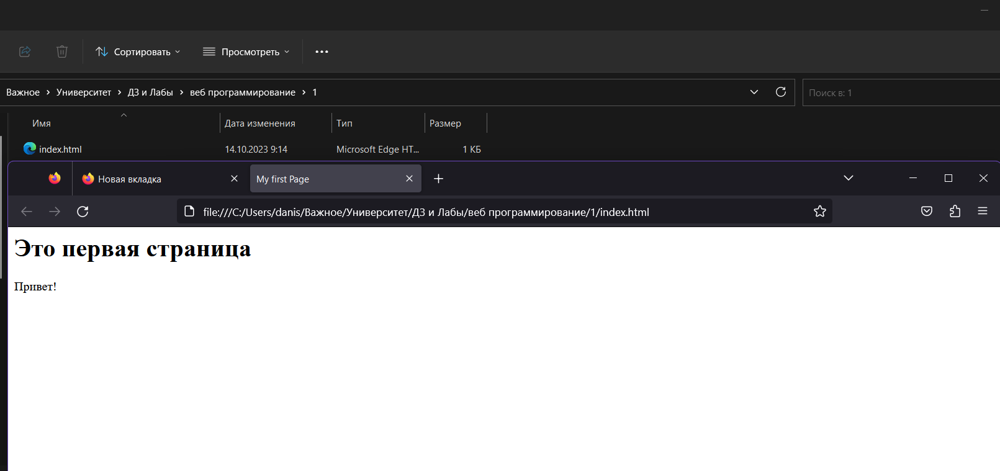 Сортировать Просмотреть
Важное Университет ДЗ и Лабы веб программирование 1 Поиск в: 1
Имя Дата изменения Тип Размер
index.html 14.10.2023 9:14 Microsoft Edge HT... 1 КБ
Новая вкладка My first Page
file:///C:/Users/danis/Важное/Университет/ДЗ и Лабы/веб программирование/1/index.html
Это первая страница
Привет!